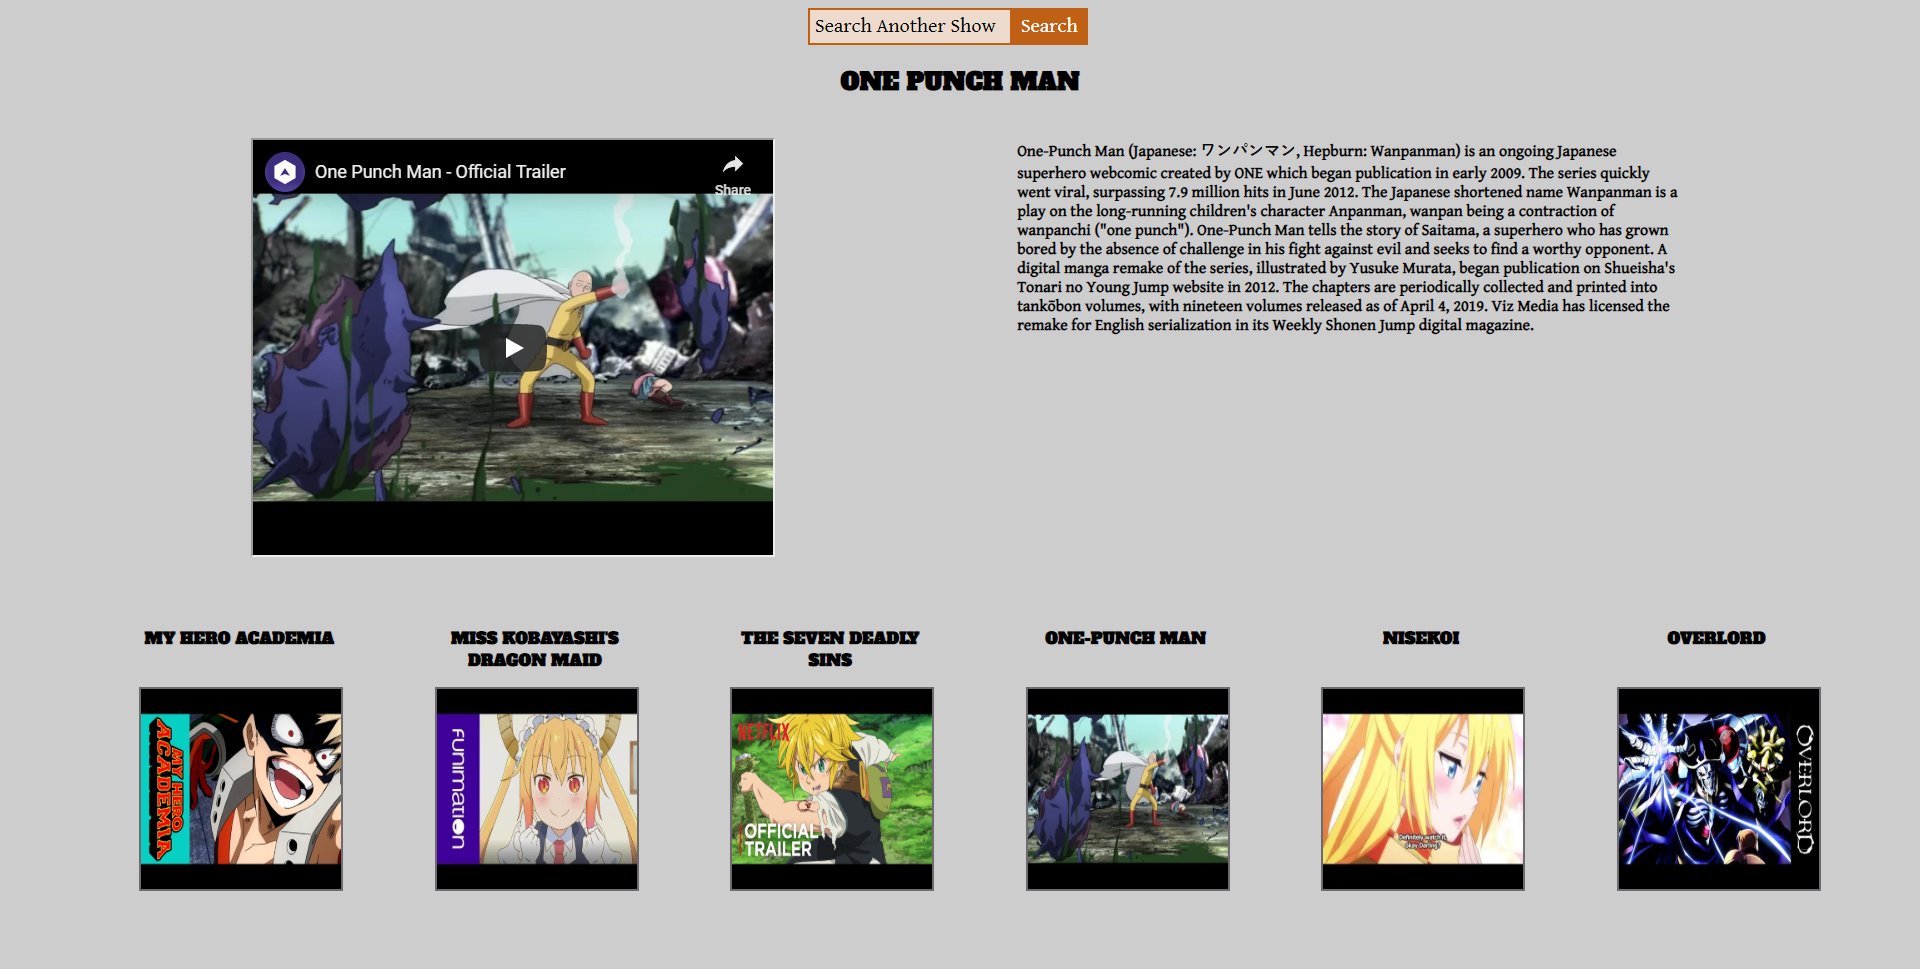 Search Another Show Search
ONE PUNCH MAN
One Punch Man - Official Trailer
Share
One-Punch Man (Japanese: ワンパンマン, Hepburn: Wanpanman) is an ongoing Japanese
superhero webcomic created by ONE which began publication in early 2009. The series quickly
went viral, surpassing 7.9 million hits in June 2012. The Japanese shortened name Wanpanman is a
play on the long-running children's character Anpanman, wanpan being a contraction of
wanpanchi ("one punch"). One-Punch Man tells the story of Saitama, a superhero who has grown
bored by the absence of challenge in his fight against evil and seeks to find a worthy opponent. A
digital manga remake of the series, illustrated by Yusuke Murata, began publication on Shueisha's
Tonari no Young Jump website in 2012. The chapters are periodically collected and printed into
tankōbon volumes, with nineteen volumes released as of April 4, 2019. Viz Media has licensed the
remake for English serialization in its Weekly Shonen Jump digital magazine.
MY HERO ACADEMIA
MISS KOBAYASHI'S
DRAGON MAID
THE SEVEN DEADLY
SINS
ONE-PUNCH MAN
NISEKOI
OVERLORD
MY HERO
ACADEMIA
FUNIMATION
NETFLIX
OFFICIAL
TRAILER
Definitely watch it,
okay, Darling?
OVERLORD